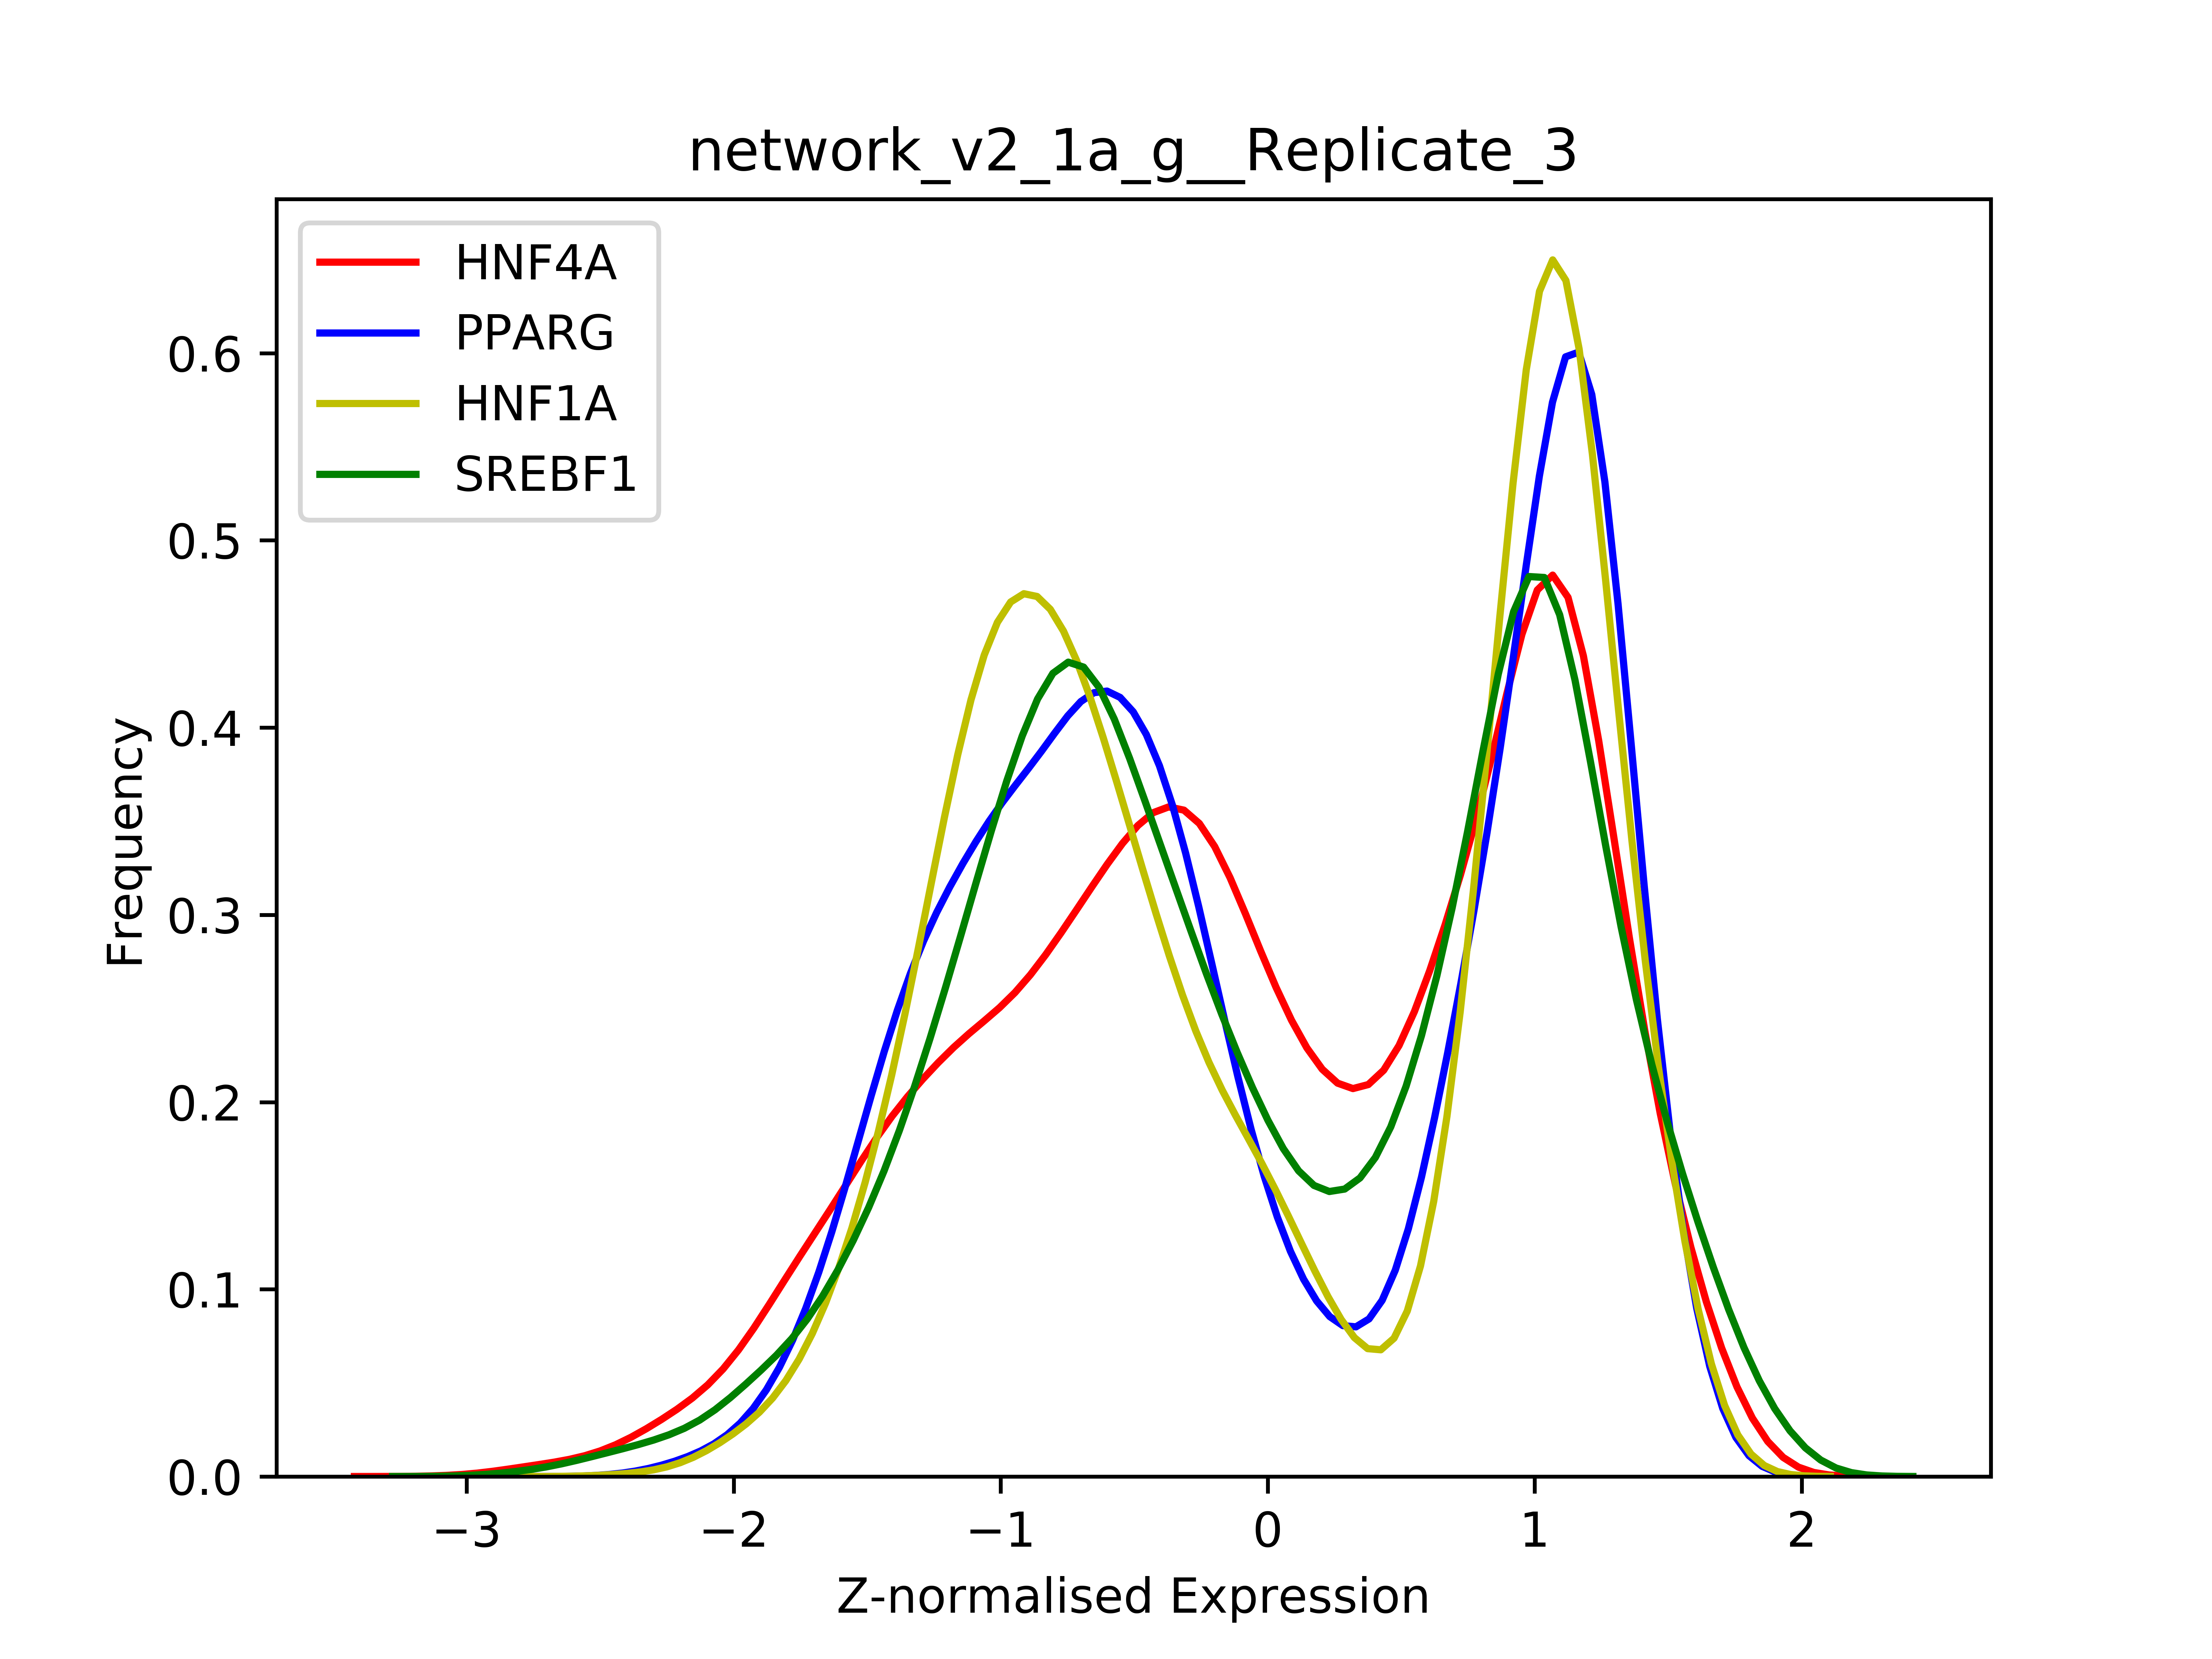 network_v2_1a_g__Replicate_3
HNF4A
PPARG
HNF1A
SREBF1
0.6
0.5
0.4
0.3
0.2
0.1
0.0
Frequency
−3 −2 −1 0 1 2
Z-normalised Expression